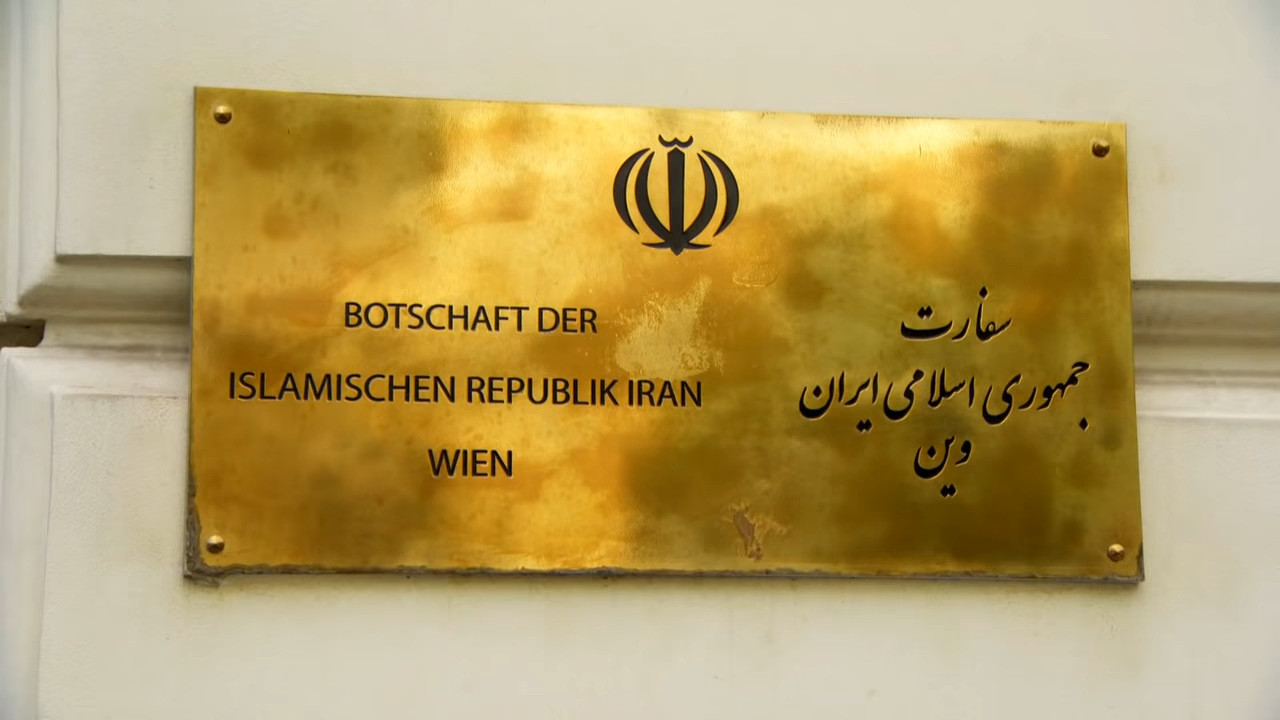 BOTSCHAFT DER
ISLAMISCHEN REPUBLIK IRAN
WIEN
سفارت
جمهوری اسلامی ایران
وین